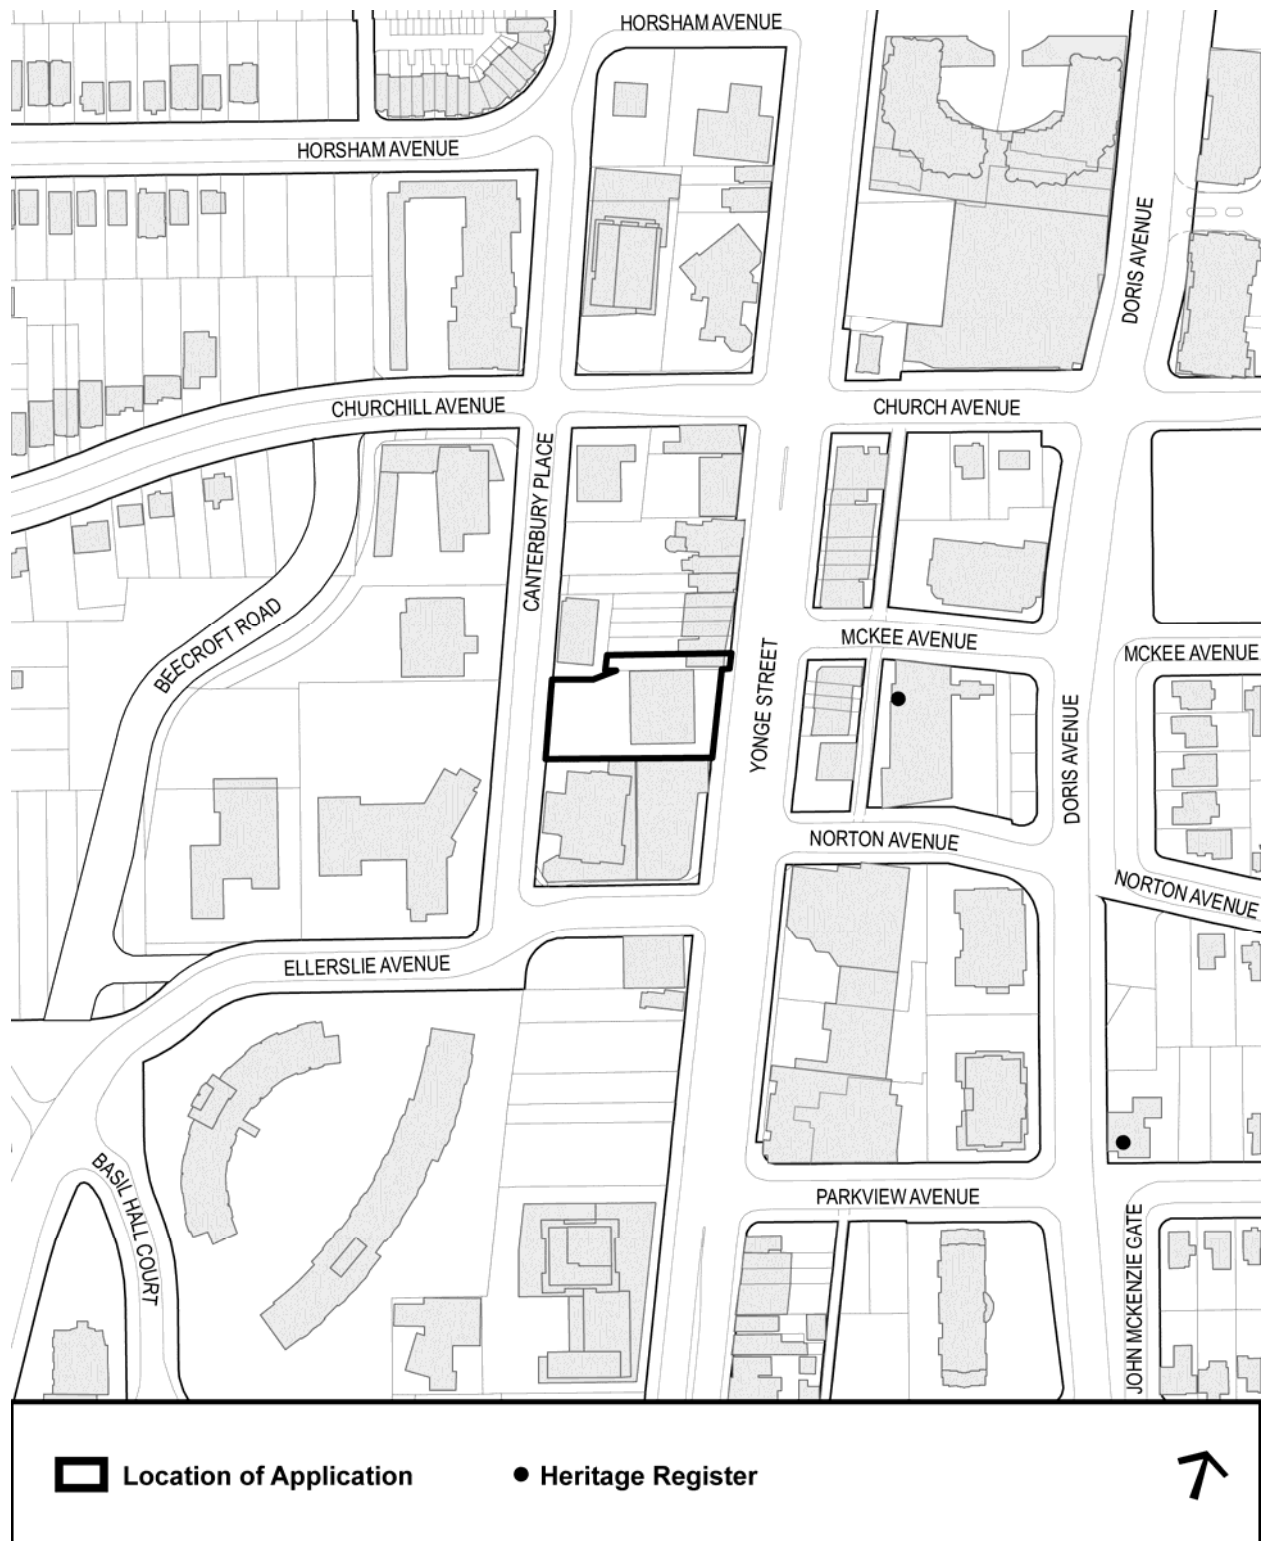 HORSHAM AVENUE
HORSHAM AVENUE
DORIS AVENUE
CHURCHILL AVENUE
CHURCH AVENUE
CANTERBURY PLACE
BEECROFT ROAD
MCKEE AVENUE
MCKEE AVENUE
YONGE STREET
DORIS AVENUE
NORTON AVENUE
NORTON AVENUE
ELLERSLIE AVENUE
BASIL HALL COURT
PARKVIEW AVENUE
JOHN MCKENZIE GATE
Location of Application
Heritage Register